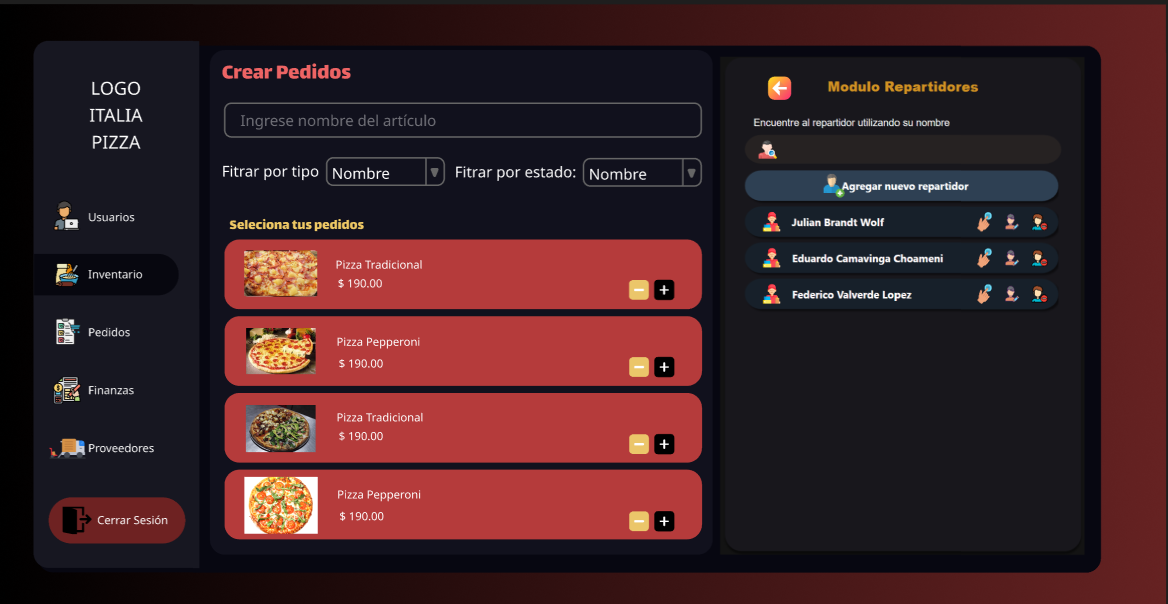 LOGO
ITALIA
PIZZA
Usuarios
Inventario
Pedidos
Finanzas
Proveedores
Cerrar Sesión
Crear Pedidos
Ingrese nombre del artículo
Fitrar por tipo Nombre Fitrar por estado: Nombre
Seleciona tus pedidos
Pizza Tradicional
$ 190.00
Pizza Pepperoni
$ 190.00
Pizza Tradicional
$ 190.00
Pizza Pepperoni
$ 190.00
Modulo Repartidores
Encuentre al repartidor utilizando su nombre
Agregar nuevo repartidor
Julian Brandt Wolf
Eduardo Camavinga Choameni
Federico Valverde Lopez